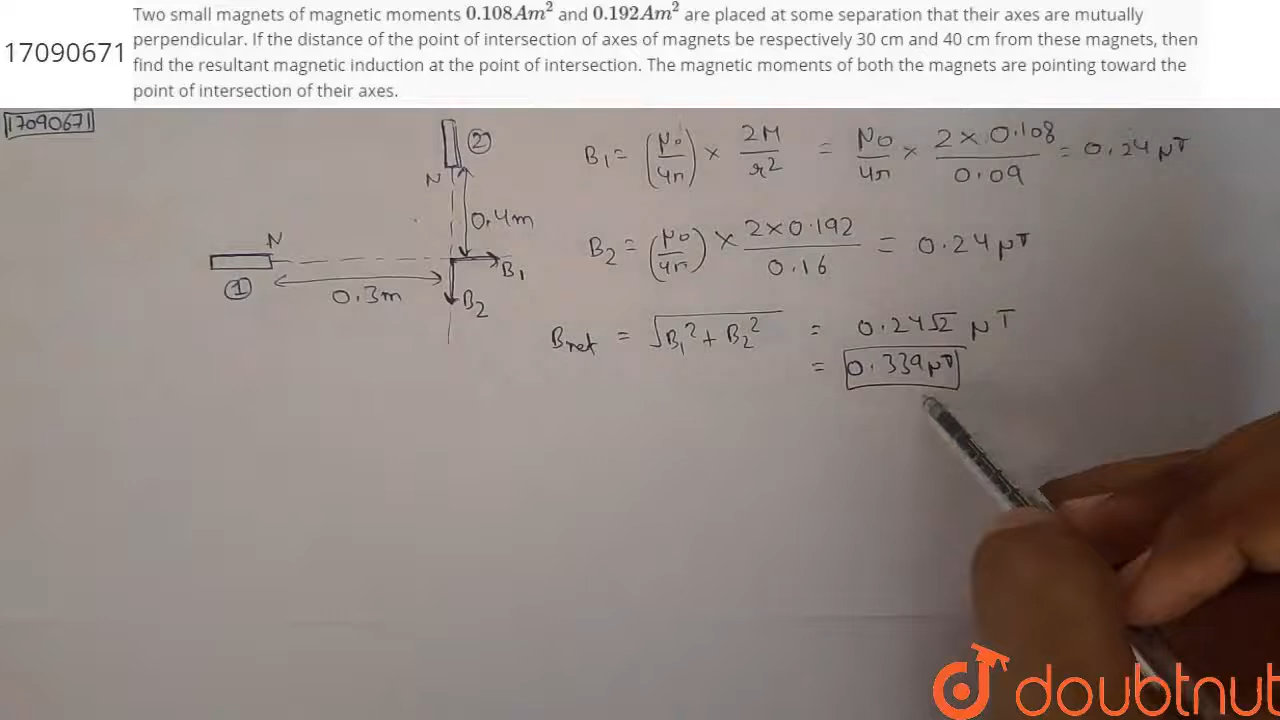 Two small magnets of magnetic moments 0.108Am² and 0.192Am² are placed at some separation that their axes are mutually
17090671
perpendicular. If the distance of the point of intersection of axes of magnets be respectively 30 cm and 40 cm from these magnets, then
find the resultant magnetic induction at the point of intersection. The magnetic moments of both the magnets are pointing toward the
point of intersection of their axes.
17090671
②
N
0.4m
N
B₁
①
0.3m
B₂
B₁ = (μ₀/4π) × 2M/r² = μ₀/4π × 2×0.108/0.09 = 0.24 μT
B₂ = (μ₀/4π) × 2×0.192/0.16 = 0.24 μT
Bnet = √B₁² + B₂² = 0.24√2 μT
= 0.339 μT
doubtnut